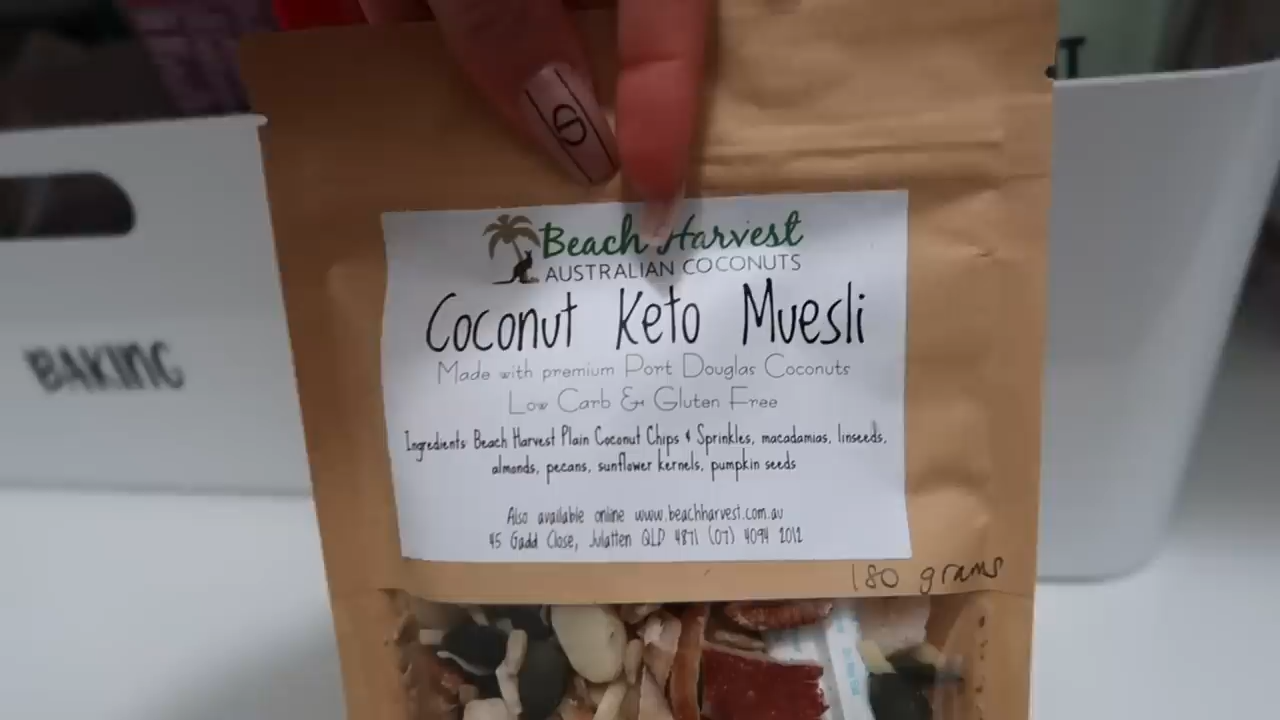 BAKING
Beach Harvest
AUSTRALIAN COCONUTS
Coconut Keto Muesli
Made with premium Port Douglas Coconuts
Low Carb & Gluten Free
Ingredients: Beach Harvest Plain Coconut Chips & Sprinkles, macadamias, linseeds,
almonds, pecans, sunflower kernels, pumpkin seeds
Also available online www.beachharvest.com.au
45 Gadd Close, Julatten QLD 4871 (07) 4094 2012
180 grams